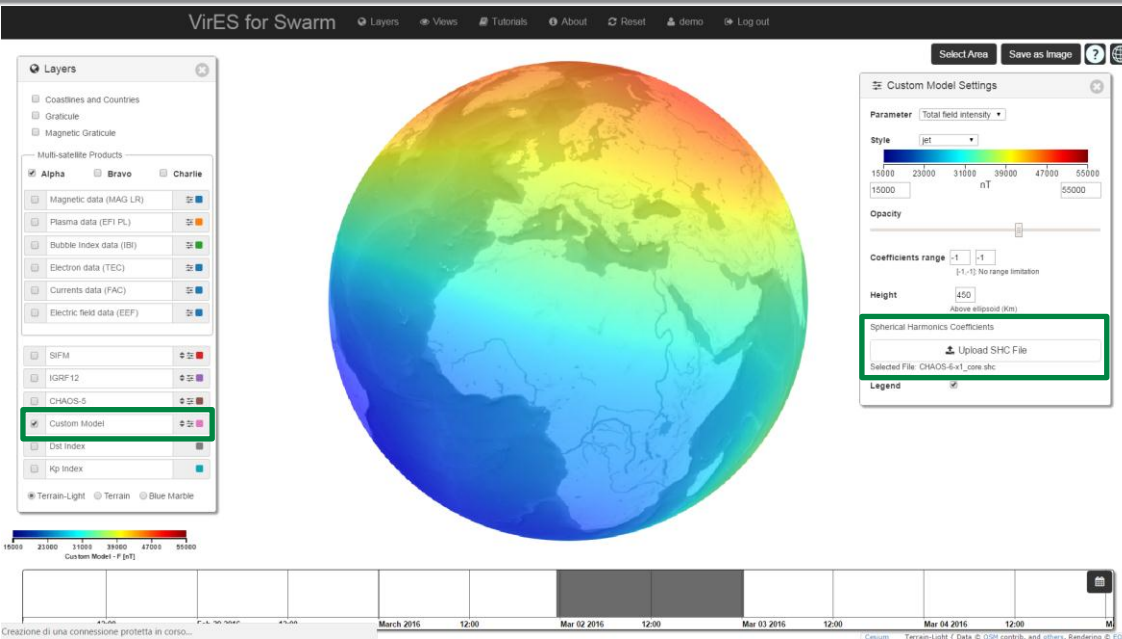 VirES for Swarm Layers Views Tutorials About Reset demo Log out
Select Area Save as Image ?
Layers
Coastlines and Countries
Graticule
Magnetic Graticule
Multi-satellite Products
Alpha Bravo Charlie
Magnetic data (MAG LR)
Plasma data (EFI PL)
Bubble Index data (IBI)
Electron data (TEC)
Currents data (FAC)
Electric field data (EEF)
SIFM
IGRF12
CHAOS-5
Custom Model
Dst Index
Kp Index
Terrain-Light Terrain Blue Marble
Custom Model Settings
Parameter Total field intensity
Style jet
15000 23000 31000 39000 47000 55000
nT
15000 55000
Opacity
Coefficients range -1 -1
[-1,-1]: No range limitation
Height 450
Above ellipsoid (Km)
Spherical Harmonics Coefficients
Upload SHC File
Selected File: CHAOS-6-x1_core.shc
Legend
15000 23000 31000 39000 47000 55000
Custom Model - F [nT]
12:00 12:00 March 2016 12:00 Mar 02 2016 12:00 Mar 03 2016 12:00 Mar 04 2016 12:00
Creazione di una connessione protetta in corso...
Cesium Terrain-Light ( Data © OSM contrib. and others, Rendering ©